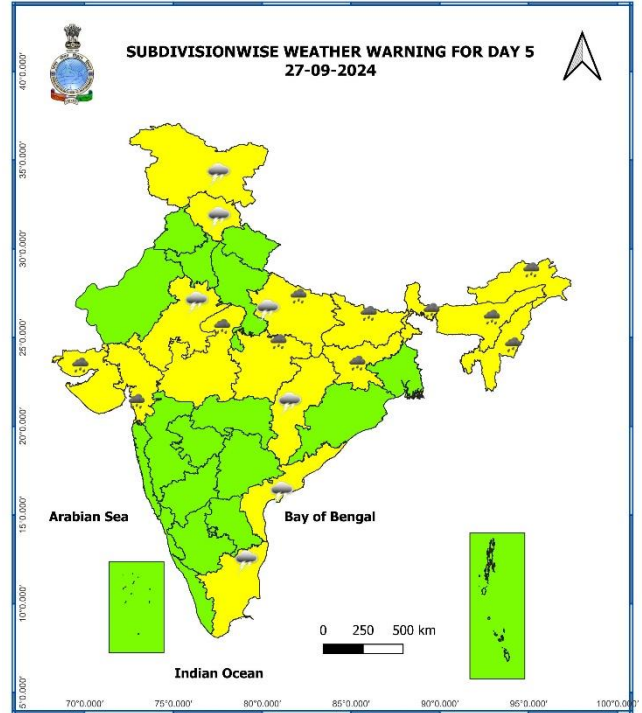 SUBDIVISIONWISE WEATHER WARNING FOR DAY 5
27-09-2024
40°0.000'
35°0.000'
30°0.000'
25°0.000'
20°0.000'
15°0.000'
10°0.000'
5°0.000'
Arabian Sea
Bay of Bengal
Indian Ocean
0 250 500 km
70°0.000' 75°0.000' 80°0.000' 85°0.000' 90°0.000' 95°0.000' 100°0.000'